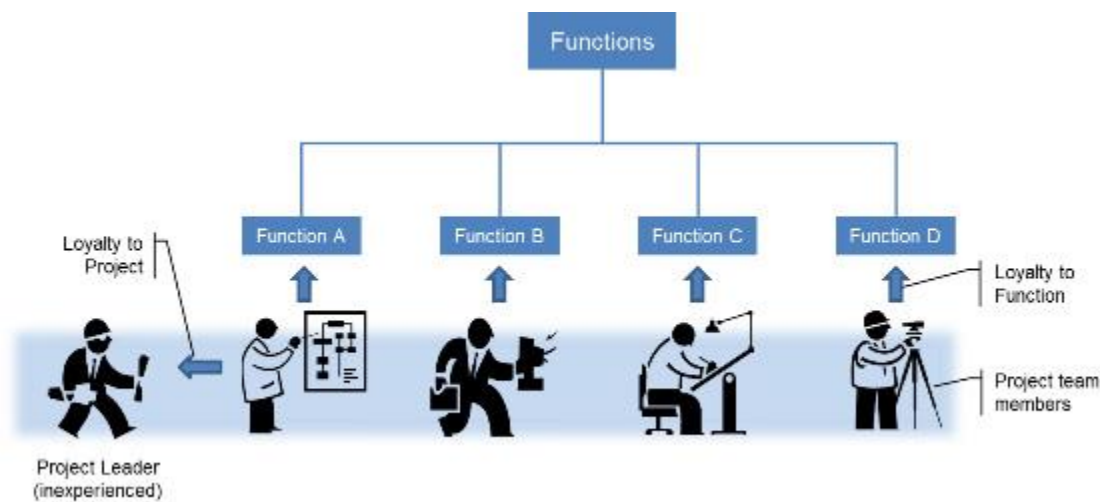 Functions
Function A
Function B
Function C
Function D
Loyalty to
Project
Loyalty to
Function
Project team
members
Project Leader
(inexperienced)